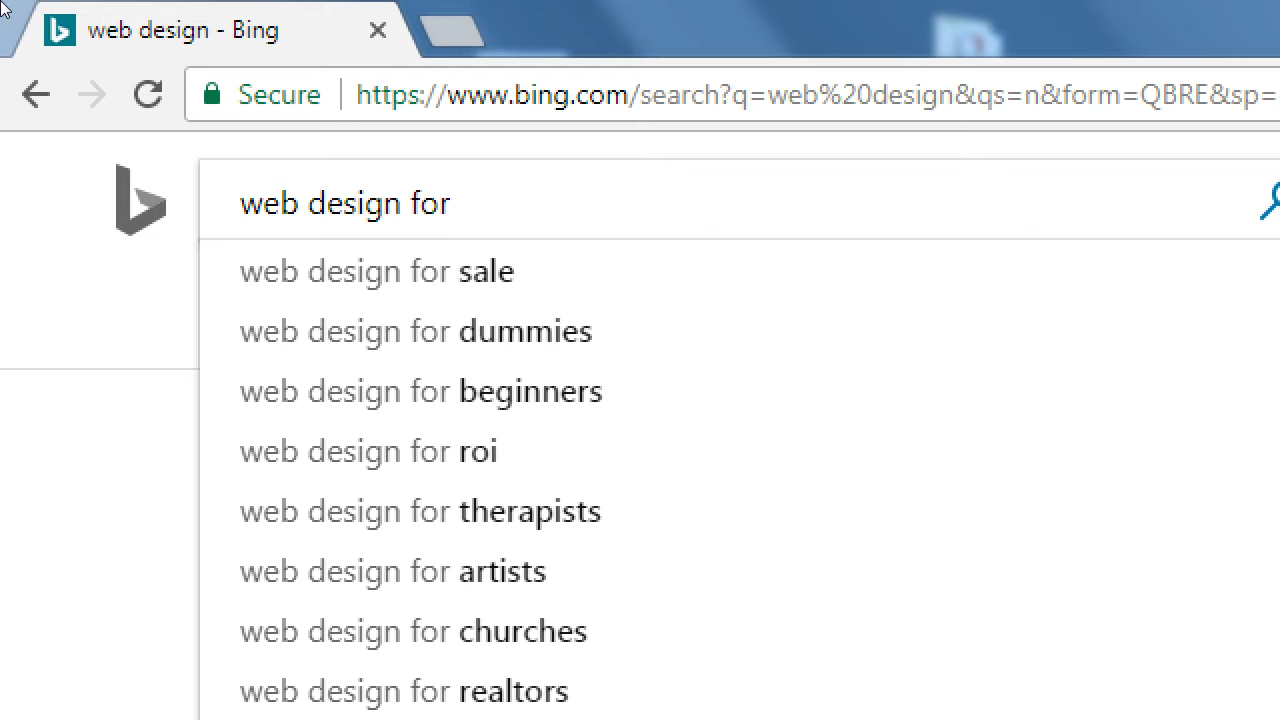 web design - Bing
Secure https://www.bing.com/search?q=web%20design&qs=n&form=QBRE&sp=
web design for
web design for sale
web design for dummies
web design for beginners
web design for roi
web design for therapists
web design for artists
web design for churches
web design for realtors